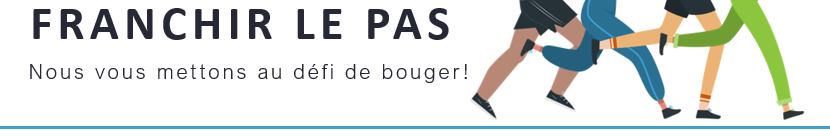 FRANCHIR LE PAS
Nous vous mettons au défi de bouger!